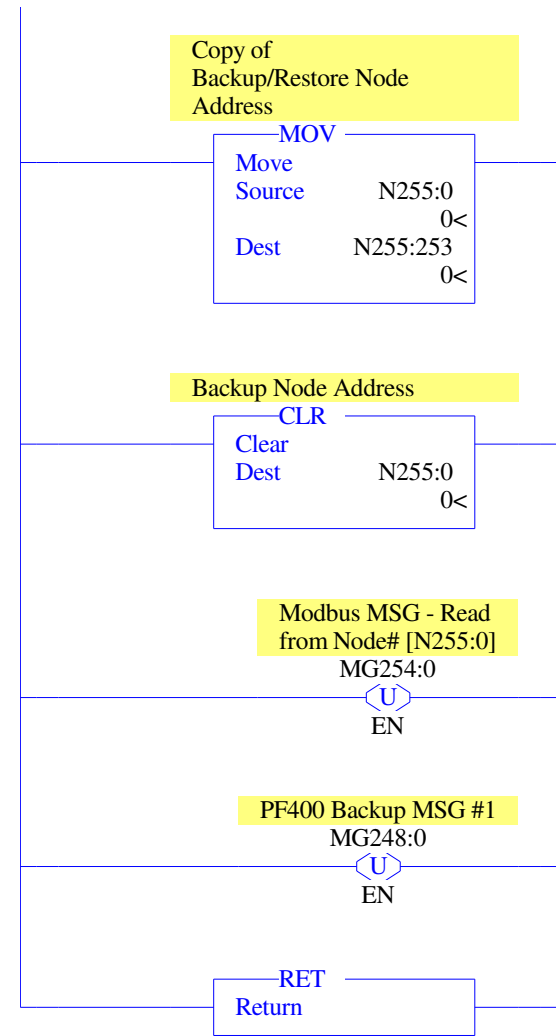 Copy of
Backup/Restore Node
Address
MOV
Move
Source N255:0
0<
Dest N255:253
0<
Backup Node Address
CLR
Clear
Dest N255:0
0<
Modbus MSG - Read
from Node# [N255:0]
MG254:0
U
EN
PF400 Backup MSG #1
MG248:0
U
EN
RET
Return